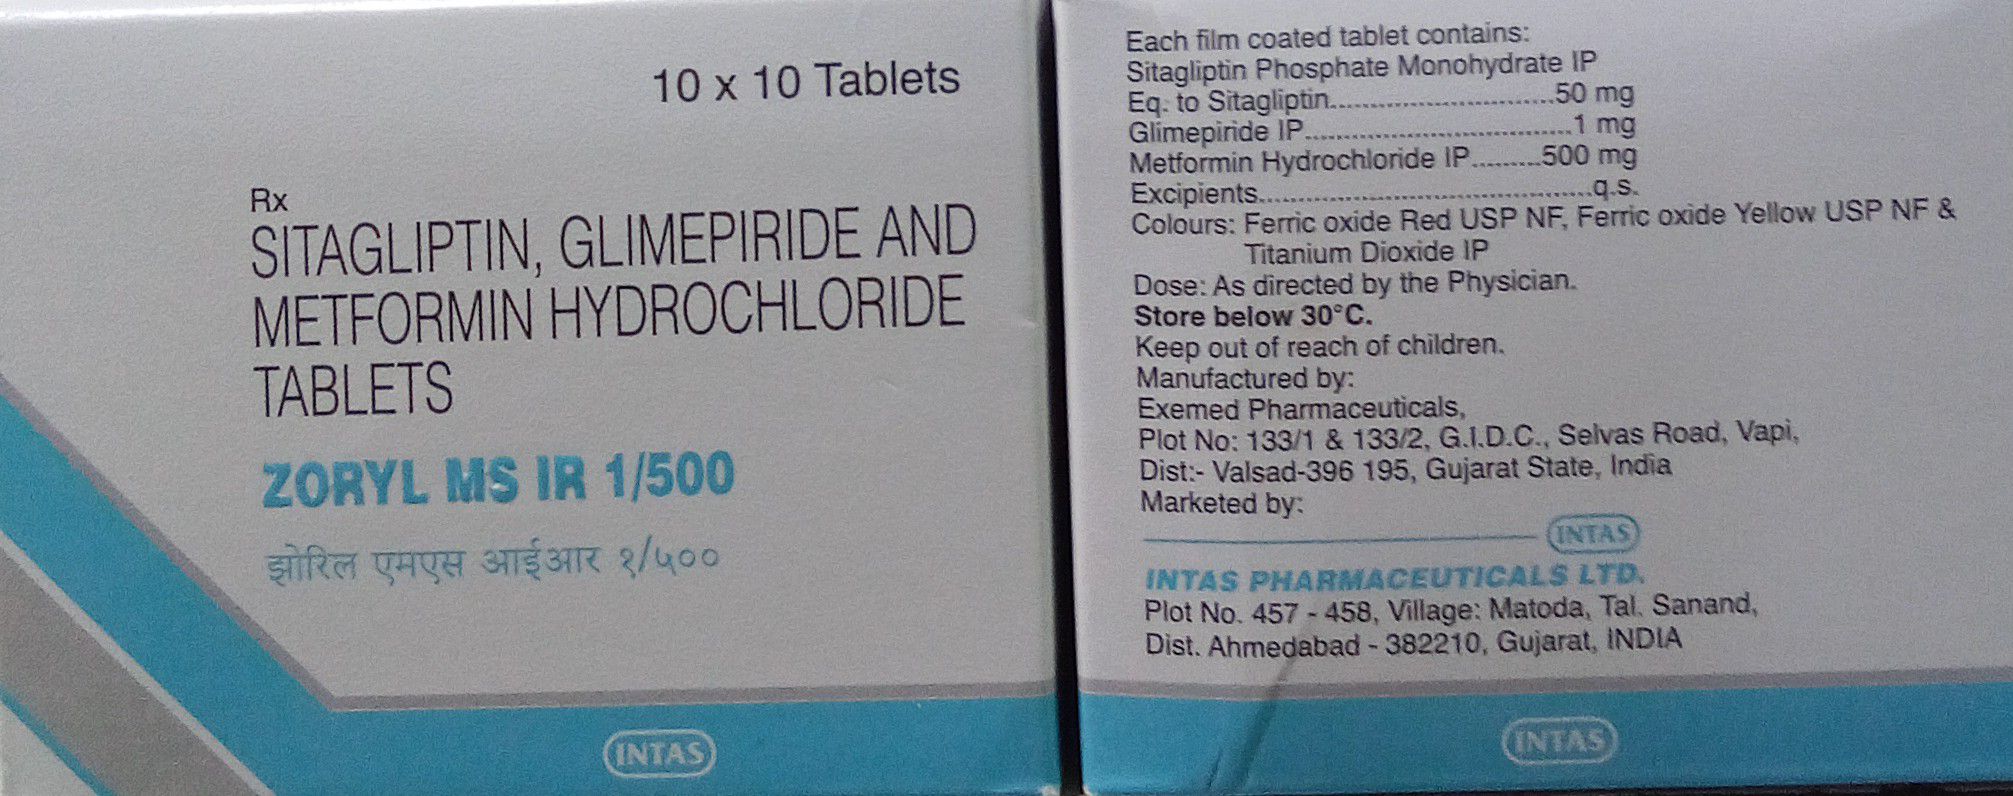 10 x 10 Tablets
Rx
SITAGLIPTIN, GLIMEPIRIDE AND
METFORMIN HYDROCHLORIDE
TABLETS
ZORYL MS IR 1/500
झोरिल एमएस आईआर १/५००
INTAS
Each film coated tablet contains:
Sitagliptin Phosphate Monohydrate IP
Eq. to Sitagliptin..............................50 mg
Glimepiride IP....................................1 mg
Metformin Hydrochloride IP.........500 mg
Excipients............................................q.s.
Colours: Ferric oxide Red USP NF, Ferric oxide Yellow USP NF &
Titanium Dioxide IP
Dose: As directed by the Physician.
Store below 30°C.
Keep out of reach of children.
Manufactured by:
Exemed Pharmaceuticals,
Plot No: 133/1 & 133/2, G.I.D.C., Selvas Road, Vapi,
Dist:- Valsad-396 195, Gujarat State, India
Marketed by:
INTAS
INTAS PHARMACEUTICALS LTD.
Plot No. 457 - 458, Village: Matoda, Tal. Sanand,
Dist. Ahmedabad - 382210, Gujarat, INDIA
INTAS